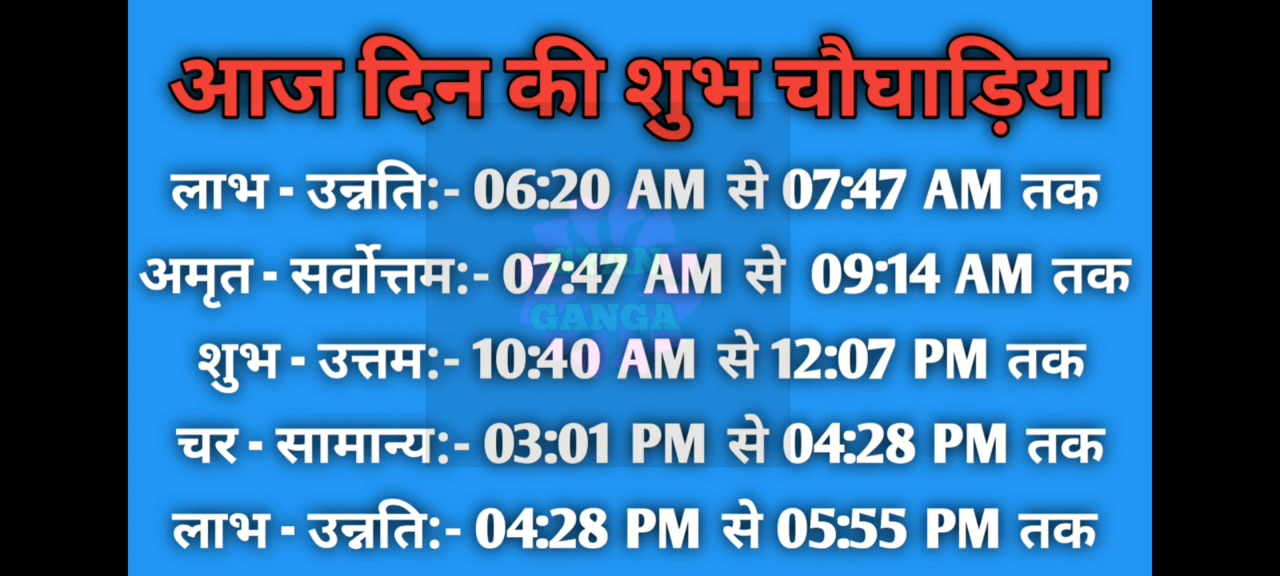 आज दिन की शुभ चौघाड़िया
लाभ - उन्नति:- 06:20 AM से 07:47 AM तक
अमृत - सर्वोत्तम:- 07:47 AM से 09:14 AM तक
शुभ - उत्तम:- 10:40 AM से 12:07 PM तक
चर - सामान्य:- 03:01 PM से 04:28 PM तक
लाभ - उन्नति:- 04:28 PM से 05:55 PM तक
GANGA